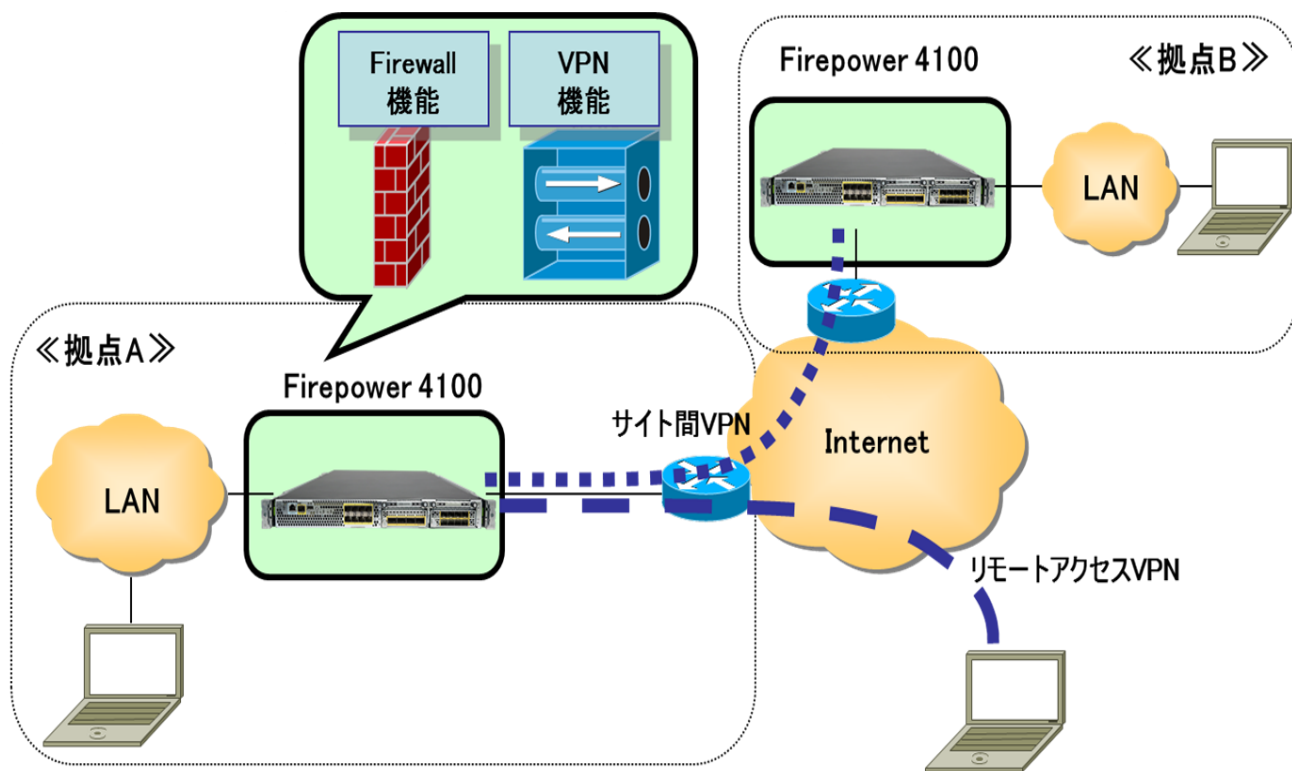 Firewall
機能
VPN
機能
Firepower 4100
≪拠点B≫
LAN
≪拠点A≫
Firepower 4100
サイト間VPN
Internet
LAN
リモートアクセスVPN